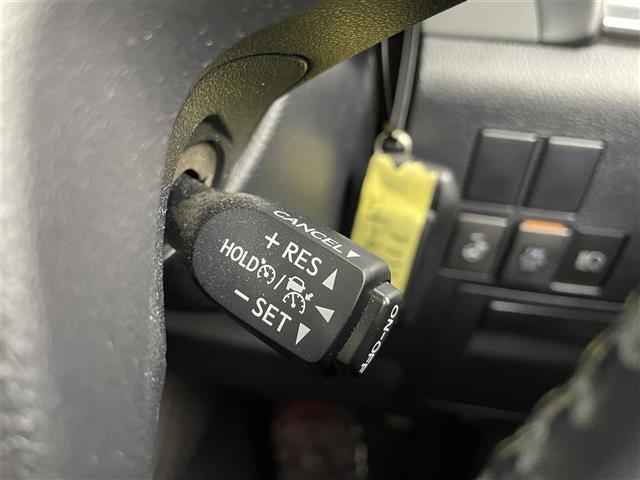 CANCEL
+ RES
HOLD /
- SET
ON-OFF